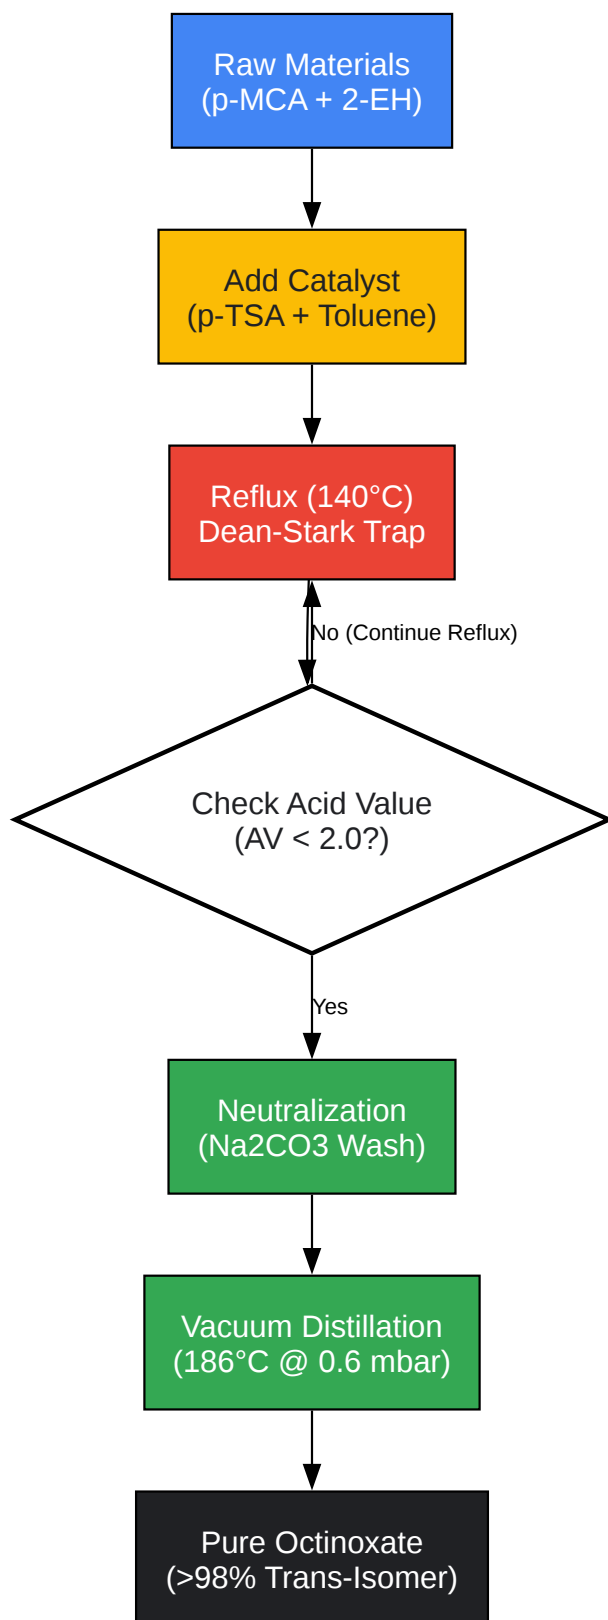 Raw Materials
(p-MCA + 2-EH)
Add Catalyst
(p-TSA + Toluene)
Reflux (140°C)
Dean-Stark Trap
No (Continue Reflux)
Check Acid Value
(AV < 2.0?)
Yes
Neutralization
(Na2CO3 Wash)
Vacuum Distillation
(186°C @ 0.6 mbar)
Pure Octinoxate
(>98% Trans-Isomer)